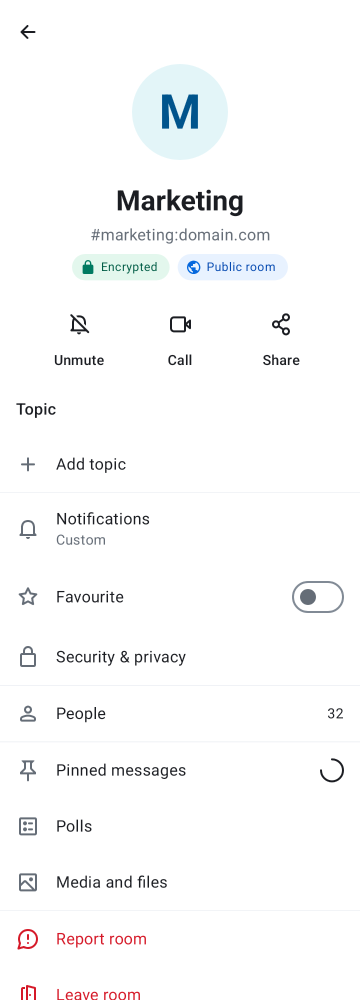 M
Marketing
#marketing:domain.com
Encrypted Public room
Unmute Call Share
Topic
Add topic
Notifications
Custom
Favourite
Security & privacy
People 32
Pinned messages
Polls
Media and files
Report room
Leave room